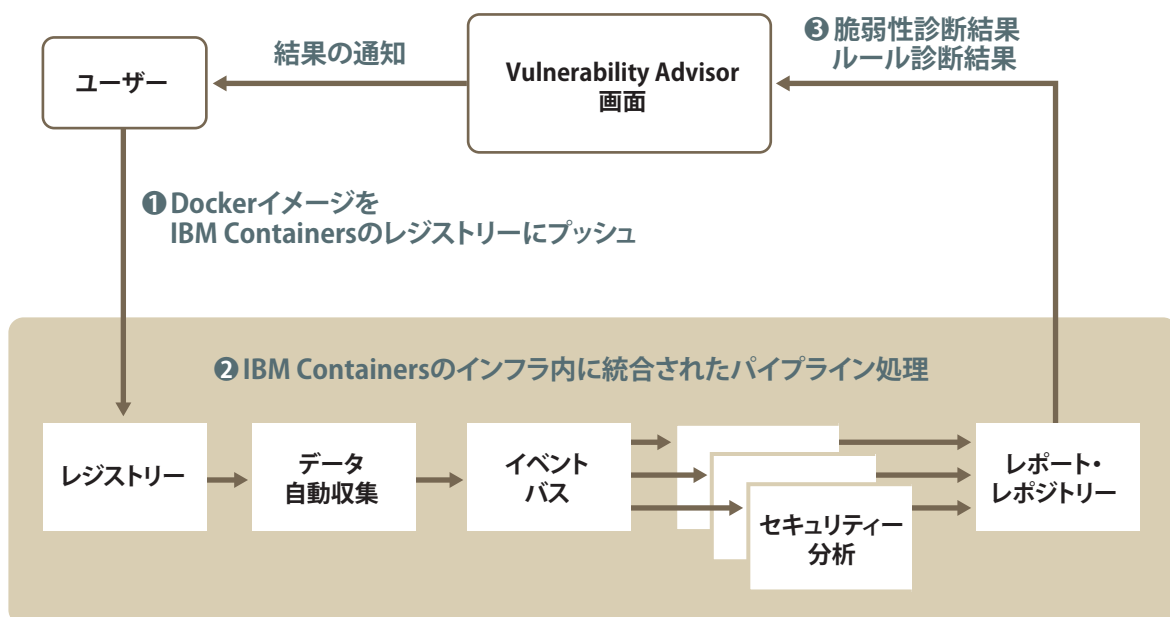 ユーザー
結果の通知
Vulnerability Advisor
画面
❸ 脆弱性診断結果
ルール診断結果
❶ Dockerイメージを
IBM Containersのレジストリーにプッシュ
❷ IBM Containersのインフラ内に統合されたパイプライン処理
レジストリー
データ
自動収集
イベント
バス
セキュリティー
分析
レポート・
レポジトリー